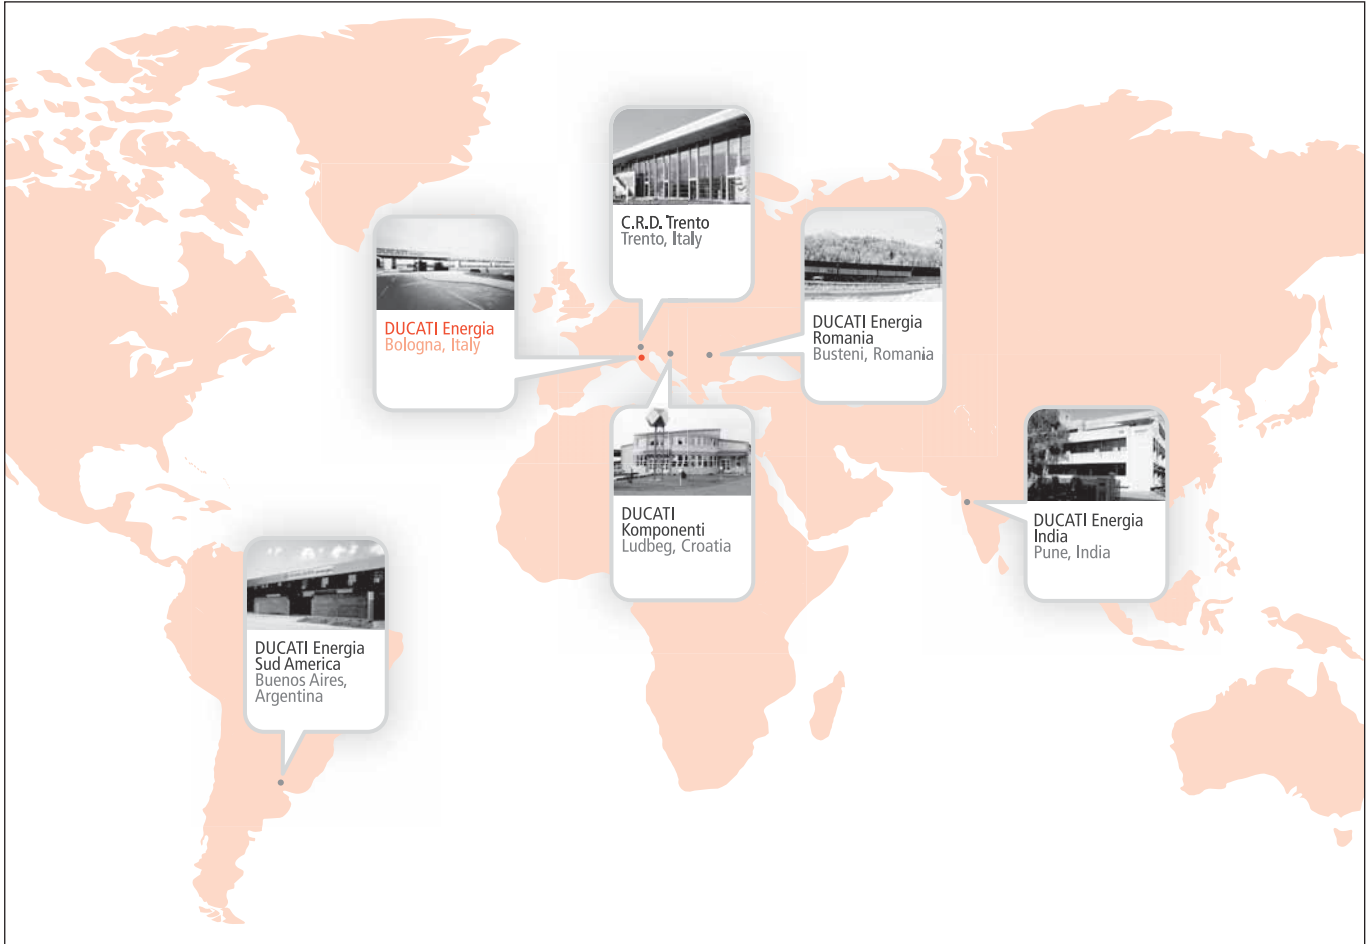 C.R.D. Trento
Trento, Italy
DUCATI Energia
Bologna, Italy
DUCATI Energia
Romania
Busteni, Romania
DUCATI
Komponenti
Ludbeg, Croatia
DUCATI Energia
India
Pune, India
DUCATI Energia
Sud America
Buenos Aires,
Argentina